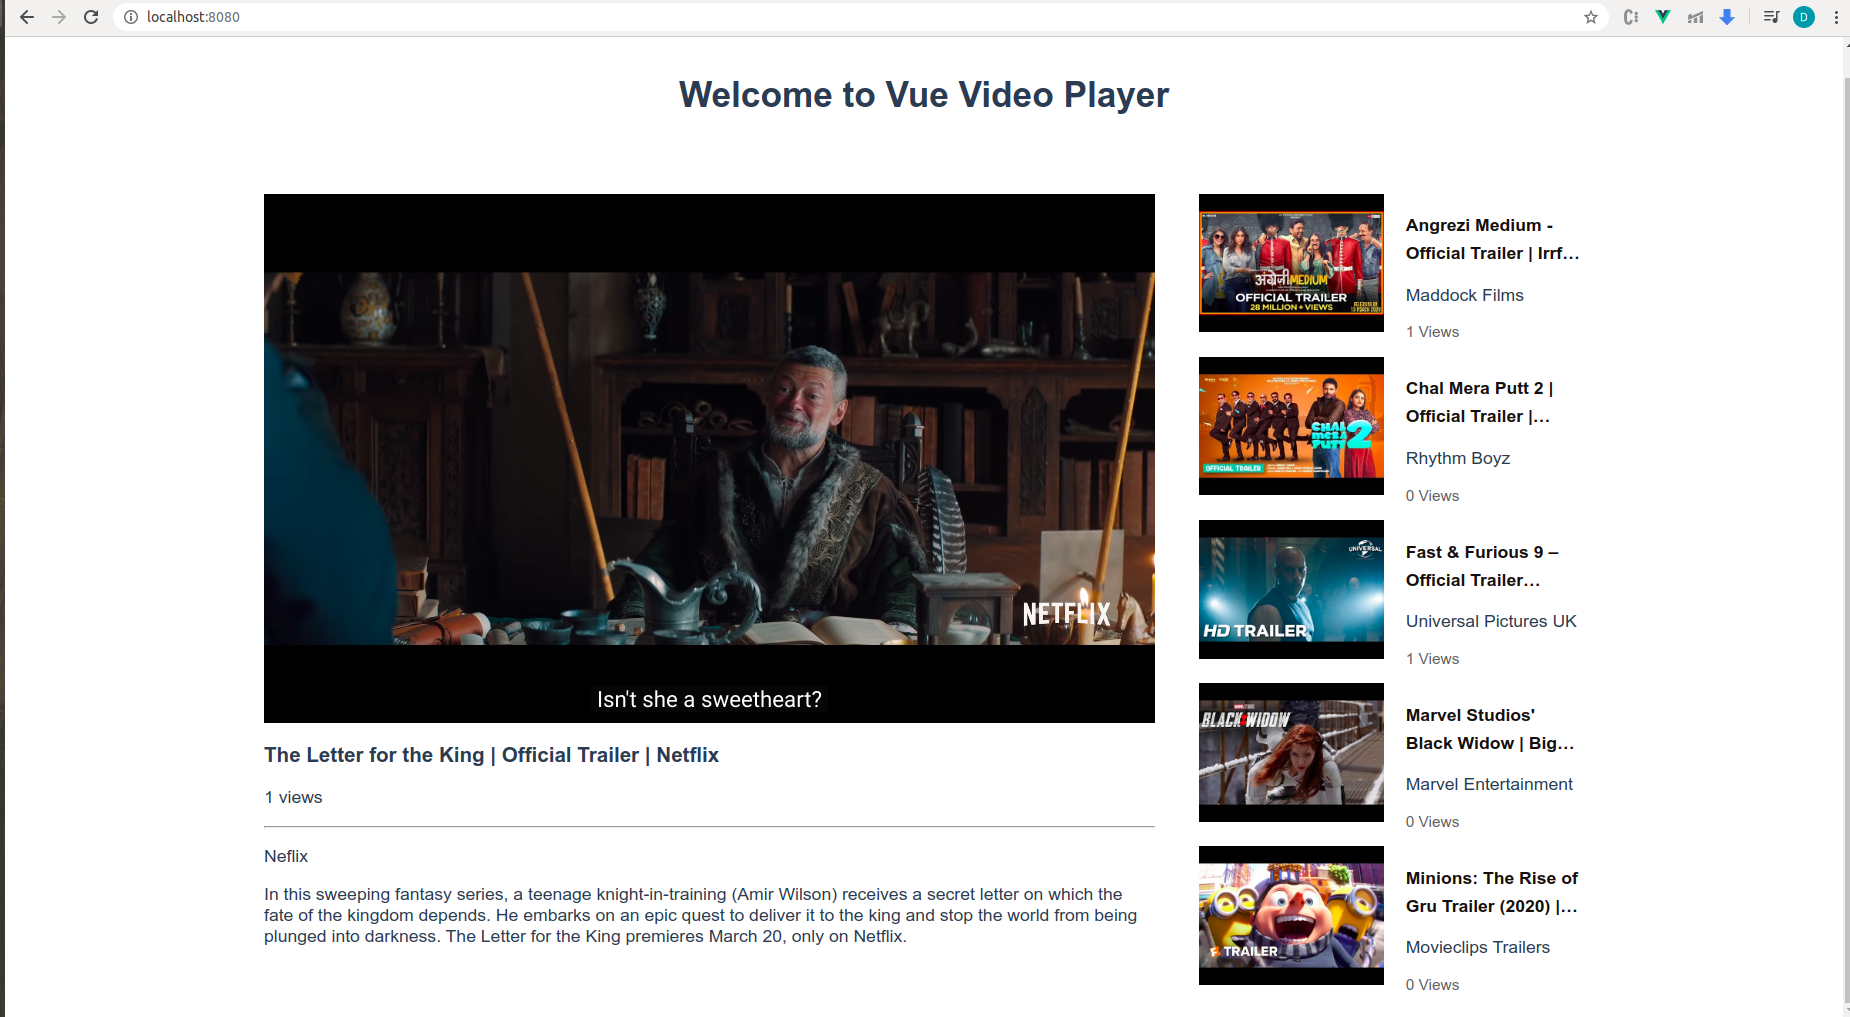 localhost:8080
D
Welcome to Vue Video Player
NETFLIX
Isn't she a sweetheart?
The Letter for the King | Official Trailer | Netflix
1 views
Neflix
In this sweeping fantasy series, a teenage knight-in-training (Amir Wilson) receives a secret letter on which the
fate of the kingdom depends. He embarks on an epic quest to deliver it to the king and stop the world from being
plunged into darkness. The Letter for the King premieres March 20, only on Netflix.
अंग्रेज़ी MEDIUM
OFFICIAL TRAILER
28 MILLION+ VIEWS
Angrezi Medium -
Official Trailer | Irrf...
Maddock Films
1 Views
CHAL
MERA
PUTT 2
OFFICIAL TRAILER
Chal Mera Putt 2 |
Official Trailer |...
Rhythm Boyz
0 Views
UNIVERSAL
HD TRAILER
Fast & Furious 9 –
Official Trailer...
Universal Pictures UK
1 Views
BLACK WIDOW
Marvel Studios'
Black Widow | Big...
Marvel Entertainment
0 Views
TRAILER
Minions: The Rise of
Gru Trailer (2020) |...
Movieclips Trailers
0 Views